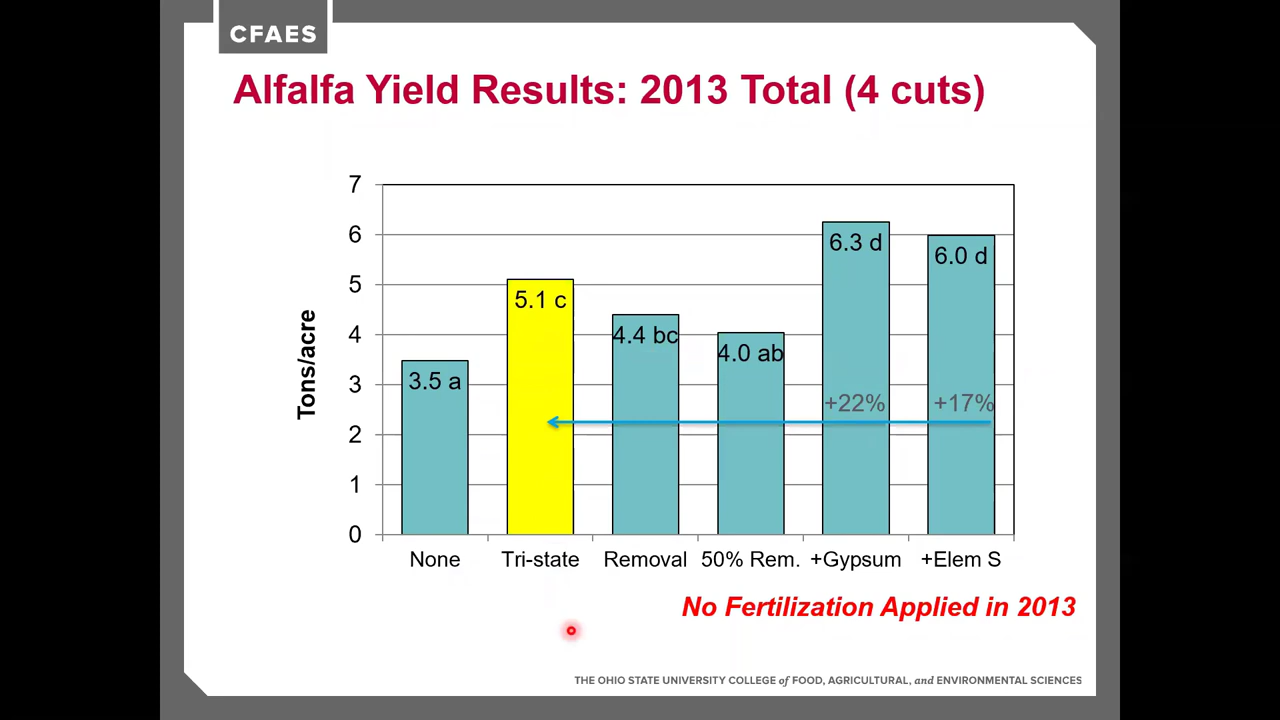 CFAES
Alfalfa Yield Results: 2013 Total (4 cuts)
7
6
5
4
3
2
1
0
Tons/acre
3.5 a
5.1 c
4.4 bc
4.0 ab
6.3 d
6.0 d
+22%
+17%
None
Tri-state
Removal
50% Rem.
+Gypsum
+Elem S
No Fertilization Applied in 2013
THE OHIO STATE UNIVERSITY COLLEGE of FOOD, AGRICULTURAL, and ENVIRONMENTAL SCIENCES